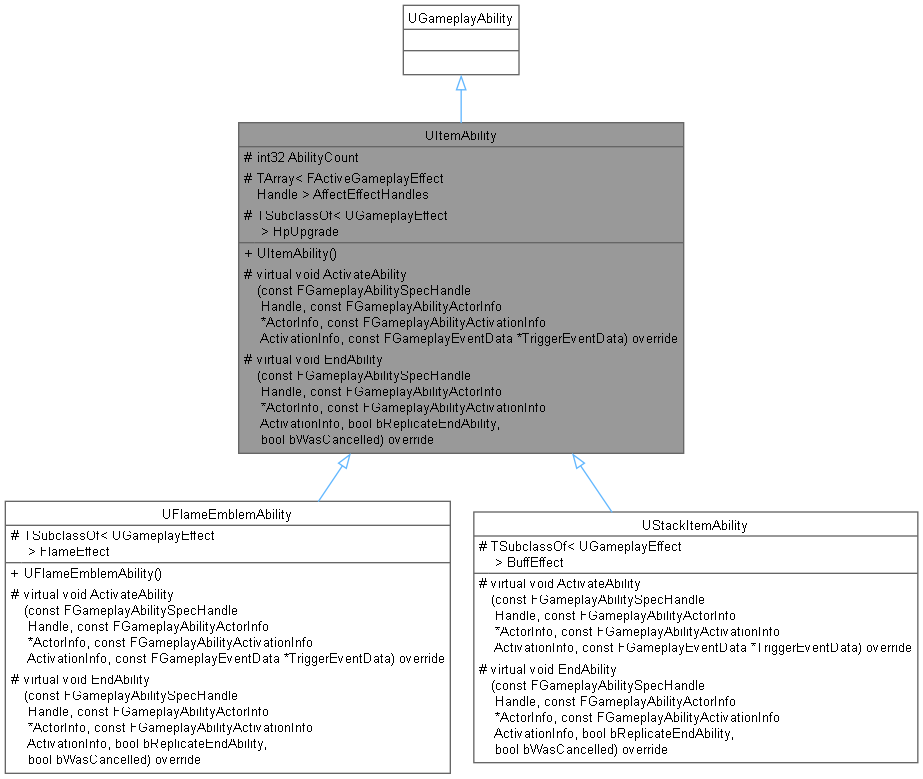 UGameplayAbility
UItemAbility
# int32 AbilityCount
# TArray< FActiveGameplayEffect
Handle > AffectEffectHandles
# TSubclassOf< UGameplayEffect
> HpUpgrade
+ UItemAbility()
# virtual void ActivateAbility
(const FGameplayAbilitySpecHandle
Handle, const FGameplayAbilityActorInfo
*ActorInfo, const FGameplayAbilityActivationInfo
ActivationInfo, const FGameplayEventData *TriggerEventData) override
# virtual void EndAbility
(const FGameplayAbilitySpecHandle
Handle, const FGameplayAbilityActorInfo
*ActorInfo, const FGameplayAbilityActivationInfo
ActivationInfo, bool bReplicateEndAbility,
bool bWasCancelled) override
UFlameEmblemAbility
# TSubclassOf< UGameplayEffect
> FlameEffect
+ UFlameEmblemAbility()
# virtual void ActivateAbility
(const FGameplayAbilitySpecHandle
Handle, const FGameplayAbilityActorInfo
*ActorInfo, const FGameplayAbilityActivationInfo
ActivationInfo, const FGameplayEventData *TriggerEventData) override
# virtual void EndAbility
(const FGameplayAbilitySpecHandle
Handle, const FGameplayAbilityActorInfo
*ActorInfo, const FGameplayAbilityActivationInfo
ActivationInfo, bool bReplicateEndAbility,
bool bWasCancelled) override
UStackItemAbility
# TSubclassOf< UGameplayEffect
> BuffEffect
# virtual void ActivateAbility
(const FGameplayAbilitySpecHandle
Handle, const FGameplayAbilityActorInfo
*ActorInfo, const FGameplayAbilityActivationInfo
ActivationInfo, const FGameplayEventData *TriggerEventData) override
# virtual void EndAbility
(const FGameplayAbilitySpecHandle
Handle, const FGameplayAbilityActorInfo
*ActorInfo, const FGameplayAbilityActivationInfo
ActivationInfo, bool bReplicateEndAbility,
bool bWasCancelled) override